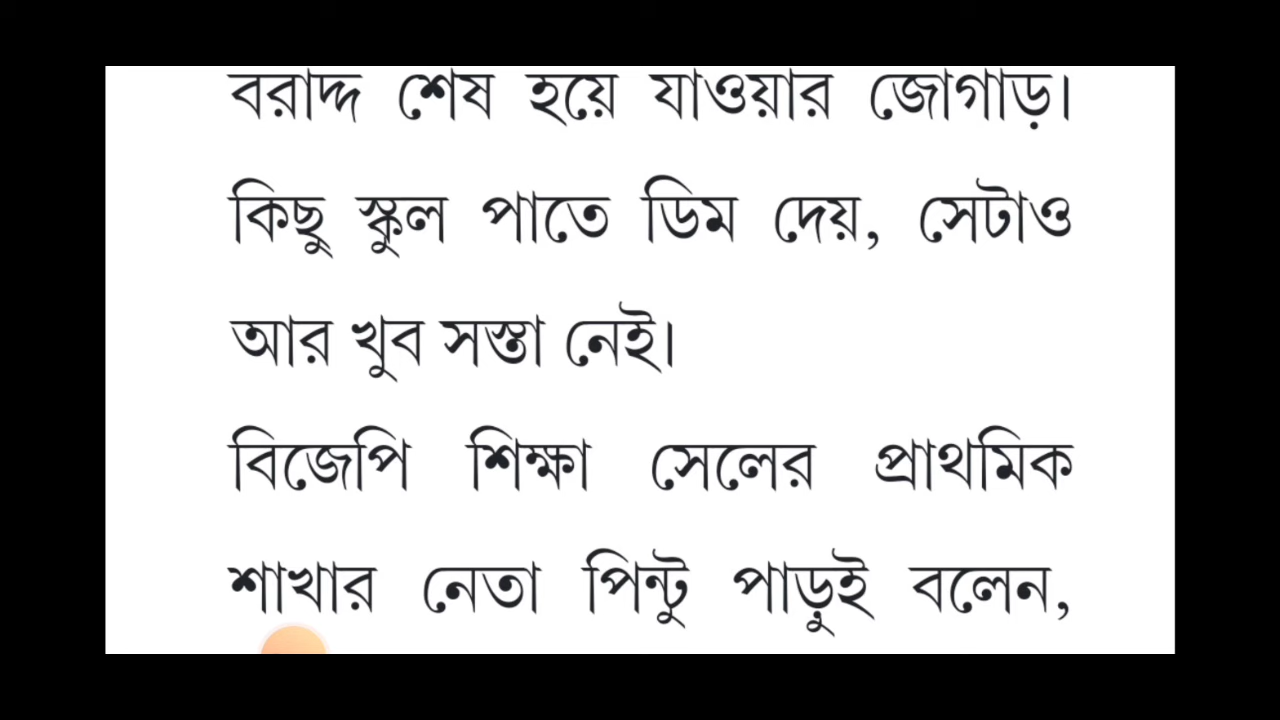 বরাদ্দ শেষ হয়ে যাওয়ার জোগাড়।
কিছু স্কুল পাতে ডিম দেয়, সেটাও
আর খুব সস্তা নেই।
বিজেপি শিক্ষা সেলের প্রাথমিক
শাখার নেতা পিন্টু পাড়ুই বলেন,